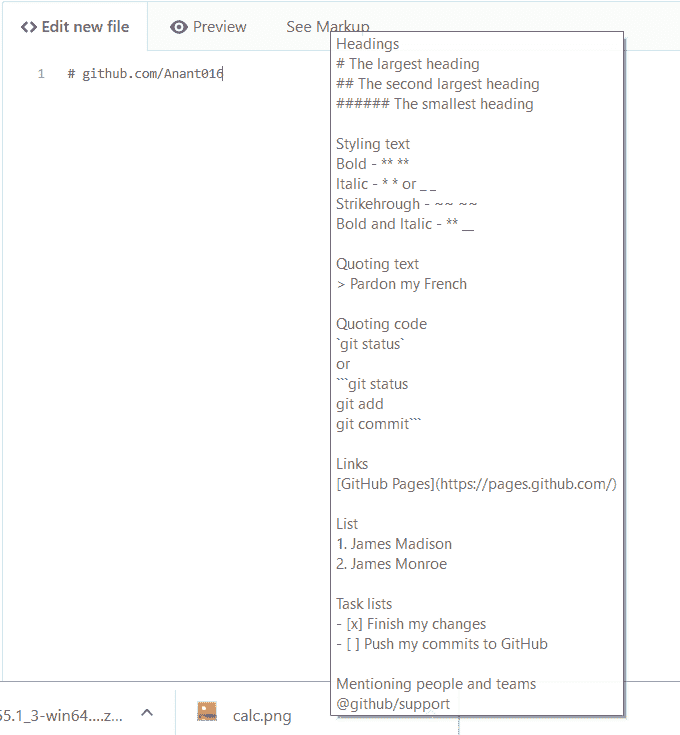 Edit new file
Preview
See Markup
1 # github.com/Anant016
Headings
# The largest heading
## The second largest heading
###### The smallest heading
Styling text
Bold - ** **
Italic - * * or _ _
Strikehrough - ~~ ~~
Bold and Italic - ** __
Quoting text
> Pardon my French
Quoting code
`git status`
or
```git status
git add
git commit```
Links
[GitHub Pages](https://pages.github.com/)
List
1. James Madison
2. James Monroe
Task lists
- [x] Finish my changes
- [ ] Push my commits to GitHub
Mentioning people and teams
@github/support
55.1_3-win64....z...
calc.png